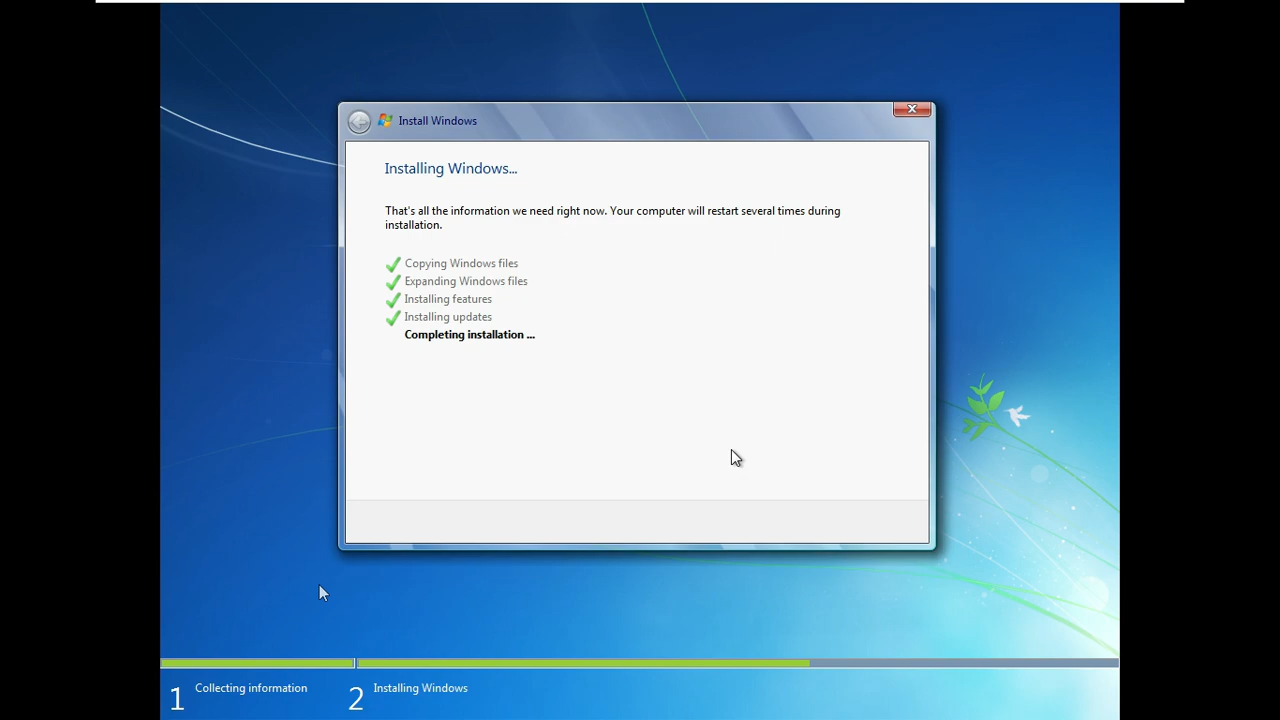 Install Windows
Installing Windows...
That's all the information we need right now. Your computer will restart several times during
installation.
Copying Windows files
Expanding Windows files
Installing features
Installing updates
Completing installation ...
1 Collecting information
2 Installing Windows